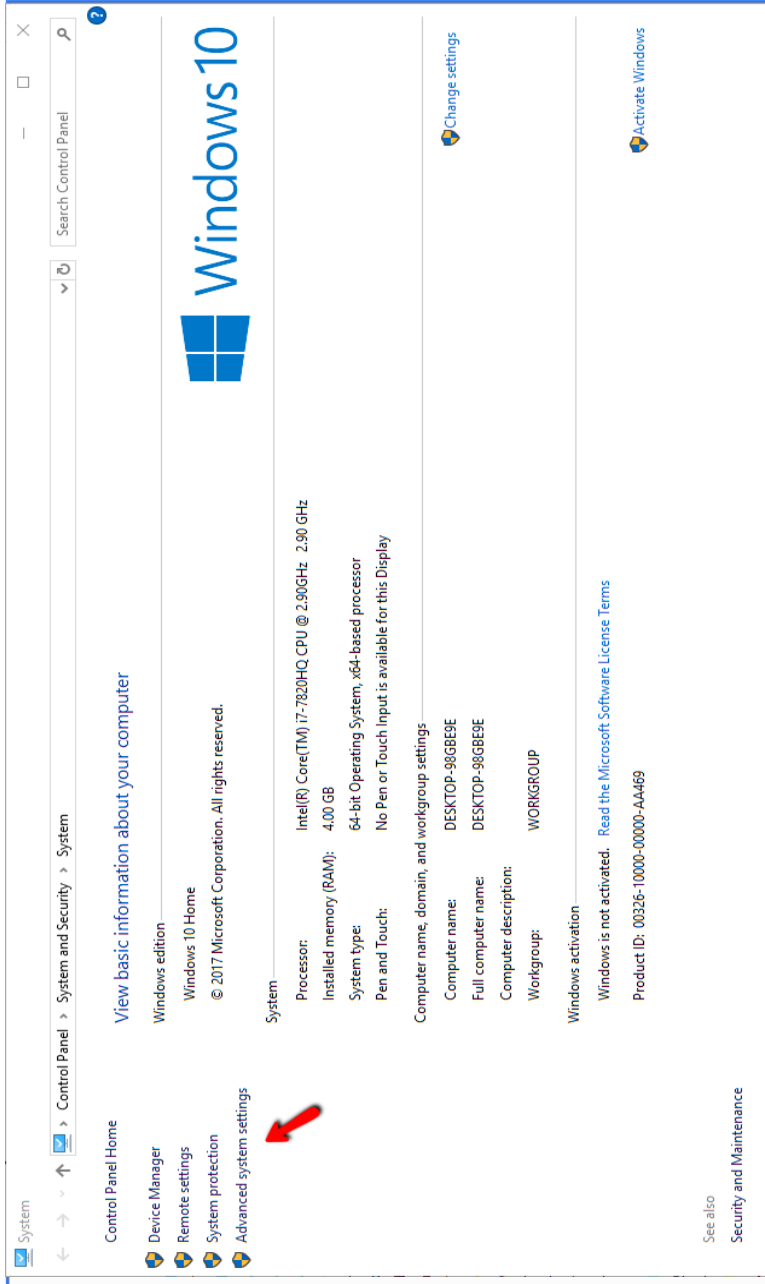 System
Control Panel > System and Security > System
Search Control Panel
Control Panel Home
Device Manager
Remote settings
System protection
Advanced system settings
See also
Security and Maintenance
View basic information about your computer
Windows edition
Windows 10 Home
© 2017 Microsoft Corporation. All rights reserved.
Windows 10
System
Processor: Intel(R) Core(TM) i7-7820HQ CPU @ 2.90GHz 2.90 GHz
Installed memory (RAM): 4.00 GB
System type: 64-bit Operating System, x64-based processor
Pen and Touch: No Pen or Touch Input is available for this Display
Computer name, domain, and workgroup settings
Computer name: DESKTOP-98GBE9E
Change settings
Full computer name: DESKTOP-98GBE9E
Computer description:
Workgroup: WORKGROUP
Windows activation
Windows is not activated. Read the Microsoft Software License Terms
Product ID: 00326-10000-00000-AA469
Activate Windows